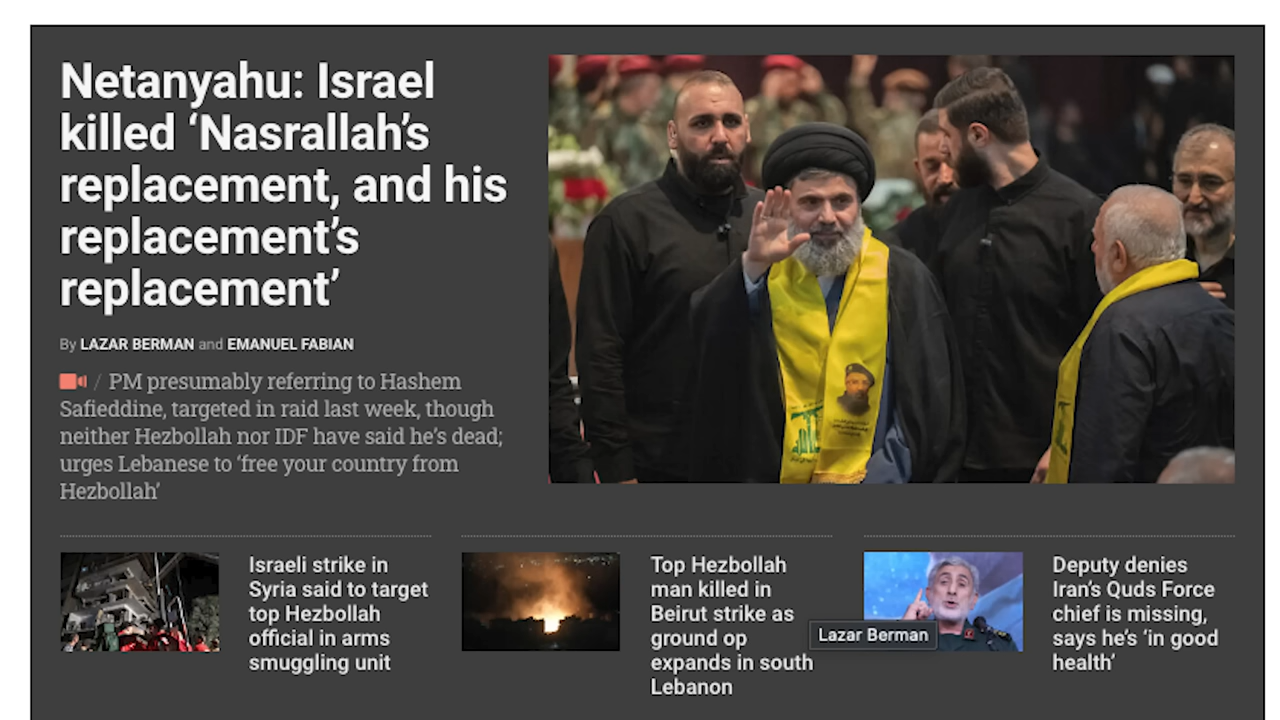 Netanyahu: Israel
killed ‘Nasrallah’s
replacement, and his
replacement’s
replacement’
By LAZAR BERMAN and EMANUEL FABIAN
/ PM presumably referring to Hashem
Safieddine, targeted in raid last week, though
neither Hezbollah nor IDF have said he’s dead;
urges Lebanese to ‘free your country from
Hezbollah’
Israeli strike in
Syria said to target
top Hezbollah
official in arms
smuggling unit
Top Hezbollah
man killed in
Beirut strike as
ground op
expands in south
Lebanon
Lazar Berman
Deputy denies
Iran’s Quds Force
chief is missing,
says he’s ‘in good
health’